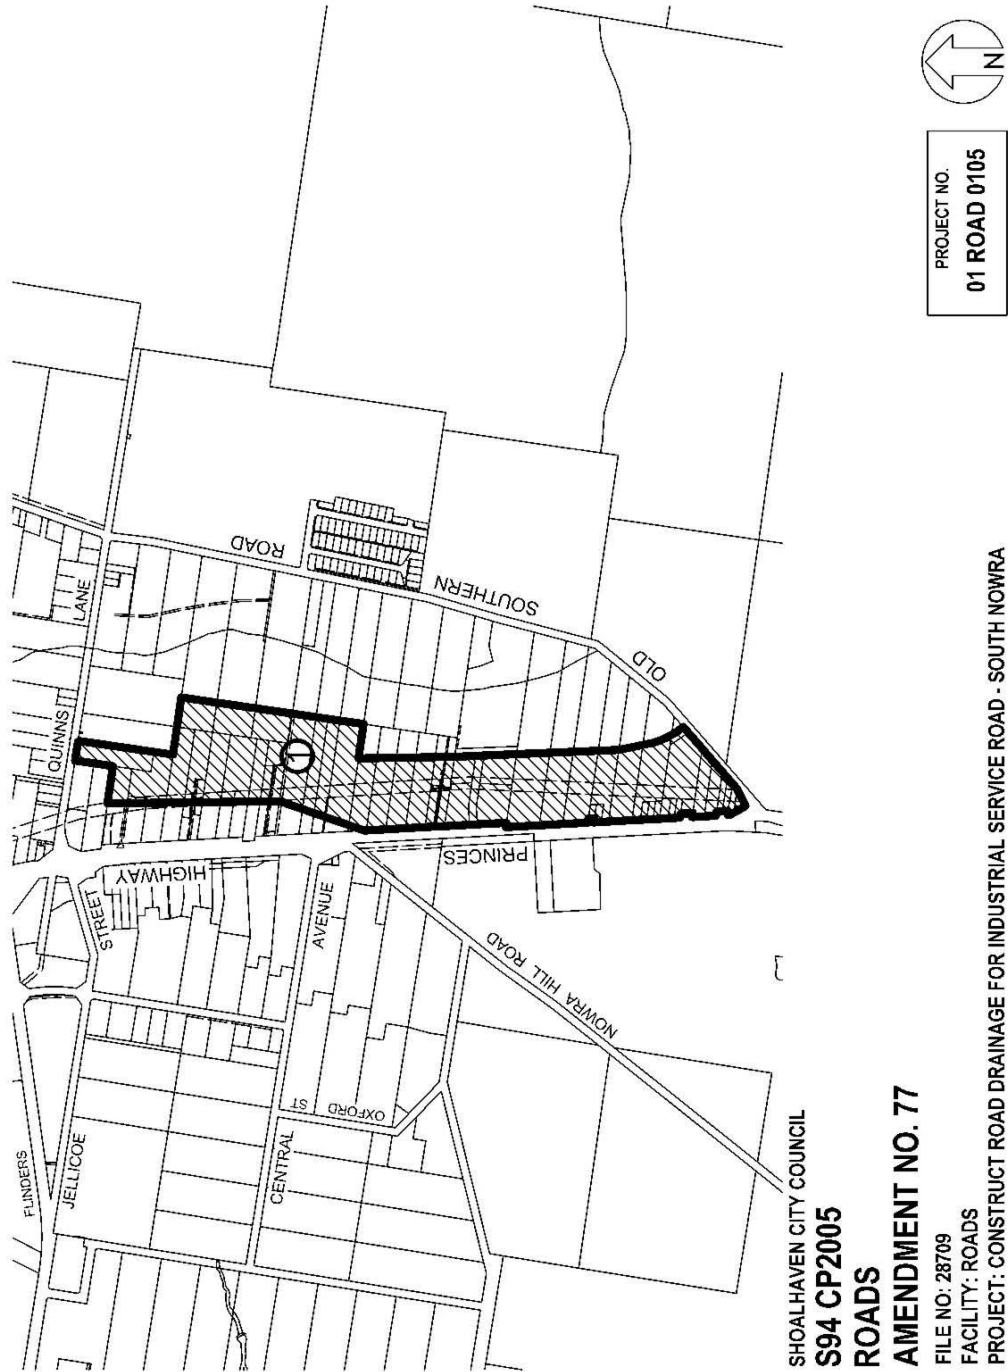 FLINDERS
JELLICOE
STREET
HIGHWAY
QUINNS
LANE
ROAD
SOUTHERN
OLD
CENTRAL
AVENUE
OXFORD ST
PRINCES
NOWRA HILL ROAD
1
SHOALHAVEN CITY COUNCIL
S94 CP2005
ROADS
AMENDMENT NO. 77
FILE NO: 28709
FACILITY: ROADS
PROJECT: CONSTRUCT ROAD DRAINAGE FOR INDUSTRIAL SERVICE ROAD - SOUTH NOWRA
PROJECT NO.
01 ROAD 0105
N